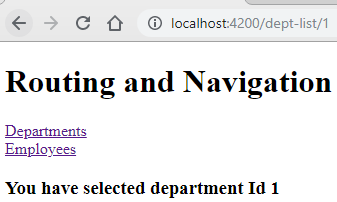 localhost:4200/dept-list/1
Routing and Navigation
Departments
Employees
You have selected department Id 1